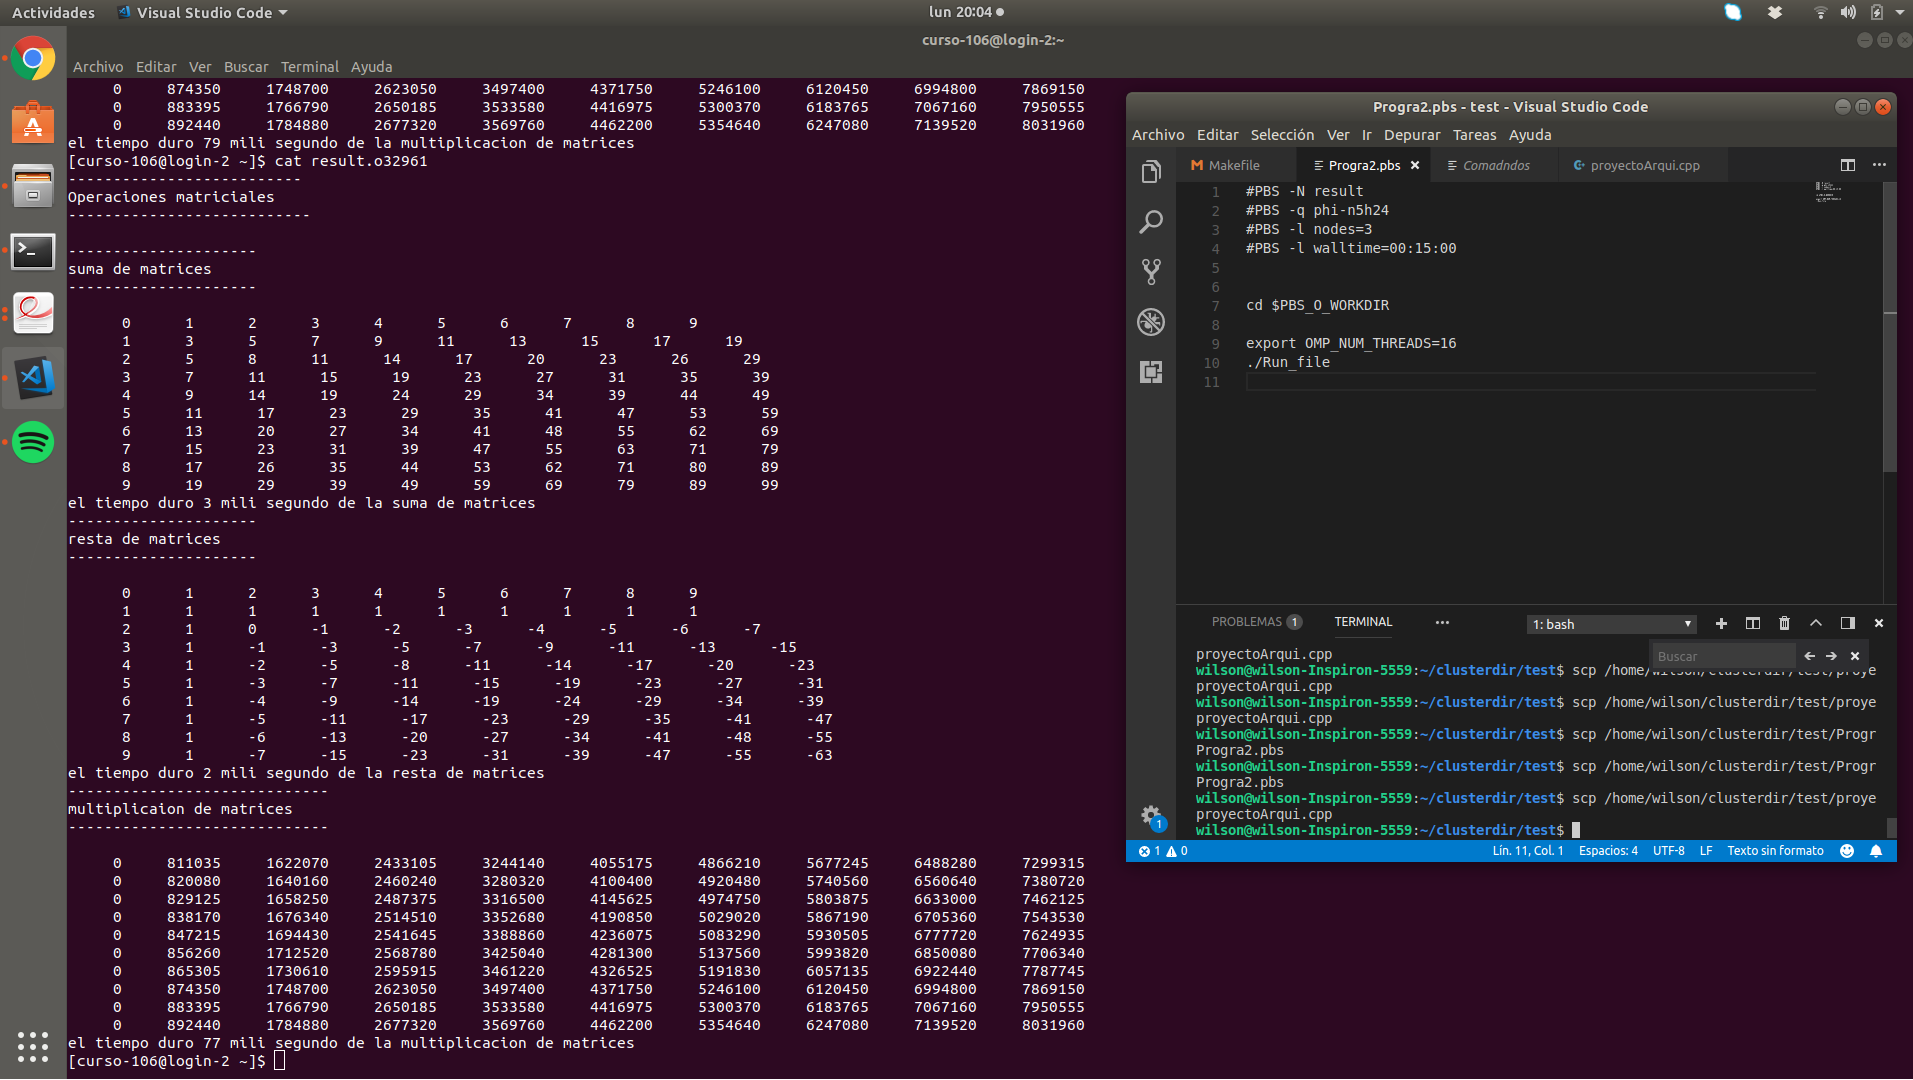 Actividades Visual Studio Code lun 20:04
curso-106@login-2:~
Archivo Editar Ver Buscar Terminal Ayuda
0 874350 1748700 2623050 3497400 4371750 5246100 6120450 6994800 7869150
0 883395 1766790 2650185 3533580 4416975 5300370 6183765 7067160 7950555
0 892440 1784880 2677320 3569760 4462200 5354640 6247080 7139520 8031960
el tiempo duro 79 mili segundo de la multiplicacion de matrices
[curso-106@login-2 ~]$ cat result.o32961
--------------------------
Operaciones matriciales
---------------------------
---------------------
suma de matrices
---------------------
0 1 2 3 4 5 6 7 8 9
1 3 5 7 9 11 13 15 17 19
2 5 8 11 14 17 20 23 26 29
3 7 11 15 19 23 27 31 35 39
4 9 14 19 24 29 34 39 44 49
5 11 17 23 29 35 41 47 53 59
6 13 20 27 34 41 48 55 62 69
7 15 23 31 39 47 55 63 71 79
8 17 26 35 44 53 62 71 80 89
9 19 29 39 49 59 69 79 89 99
el tiempo duro 3 mili segundo de la suma de matrices
---------------------
resta de matrices
---------------------
0 1 2 3 4 5 6 7 8 9
1 1 1 1 1 1 1 1 1 1
2 1 0 -1 -2 -3 -4 -5 -6 -7
3 1 -1 -3 -5 -7 -9 -11 -13 -15
4 1 -2 -5 -8 -11 -14 -17 -20 -23
5 1 -3 -7 -11 -15 -19 -23 -27 -31
6 1 -4 -9 -14 -19 -24 -29 -34 -39
7 1 -5 -11 -17 -23 -29 -35 -41 -47
8 1 -6 -13 -20 -27 -34 -41 -48 -55
9 1 -7 -15 -23 -31 -39 -47 -55 -63
el tiempo duro 2 mili segundo de la resta de matrices
-----------------------------
multiplicaion de matrices
-----------------------------
0 811035 1622070 2433105 3244140 4055175 4866210 5677245 6488280 7299315
0 820080 1640160 2460240 3280320 4100400 4920480 5740560 6560640 7380720
0 829125 1658250 2487375 3316500 4145625 4974750 5803875 6633000 7462125
0 838170 1676340 2514510 3352680 4190850 5029020 5867190 6705360 7543530
0 847215 1694430 2541645 3388860 4236075 5083290 5930505 6777720 7624935
0 856260 1712520 2568780 3425040 4281300 5137560 5993820 6850080 7706340
0 865305 1730610 2595915 3461220 4326525 5191830 6057135 6922440 7787745
0 874350 1748700 2623050 3497400 4371750 5246100 6120450 6994800 7869150
0 883395 1766790 2650185 3533580 4416975 5300370 6183765 7067160 7950555
0 892440 1784880 2677320 3569760 4462200 5354640 6247080 7139520 8031960
el tiempo duro 77 mili segundo de la multiplicacion de matrices
[curso-106@login-2 ~]$
Progra2.pbs - test - Visual Studio Code
Archivo Editar Selección Ver Ir Depurar Tareas Ayuda
Makefile Progra2.pbs Comadndos proyectoArqui.cpp
1 #PBS -N result
2 #PBS -q phi-n5h24
3 #PBS -l nodes=3
4 #PBS -l walltime=00:15:00
5
6
7 cd $PBS_O_WORKDIR
8
9 export OMP_NUM_THREADS=16
10 ./Run_file
11
PROBLEMAS 1 TERMINAL 1: bash
Buscar
proyectoArqui.cpp
wilson@wilson-Inspiron-5559:~/clusterdir/test$ scp /home/wilson/clusterdir/test/proye
proyectoArqui.cpp
wilson@wilson-Inspiron-5559:~/clusterdir/test$ scp /home/wilson/clusterdir/test/proye
proyectoArqui.cpp
wilson@wilson-Inspiron-5559:~/clusterdir/test$ scp /home/wilson/clusterdir/test/Progr
Progra2.pbs
wilson@wilson-Inspiron-5559:~/clusterdir/test$ scp /home/wilson/clusterdir/test/Progr
Progra2.pbs
wilson@wilson-Inspiron-5559:~/clusterdir/test$ scp /home/wilson/clusterdir/test/proye
proyectoArqui.cpp
wilson@wilson-Inspiron-5559:~/clusterdir/test$
1
1 0 Lín. 11, Col. 1 Espacios: 4 UTF-8 LF Texto sin formato